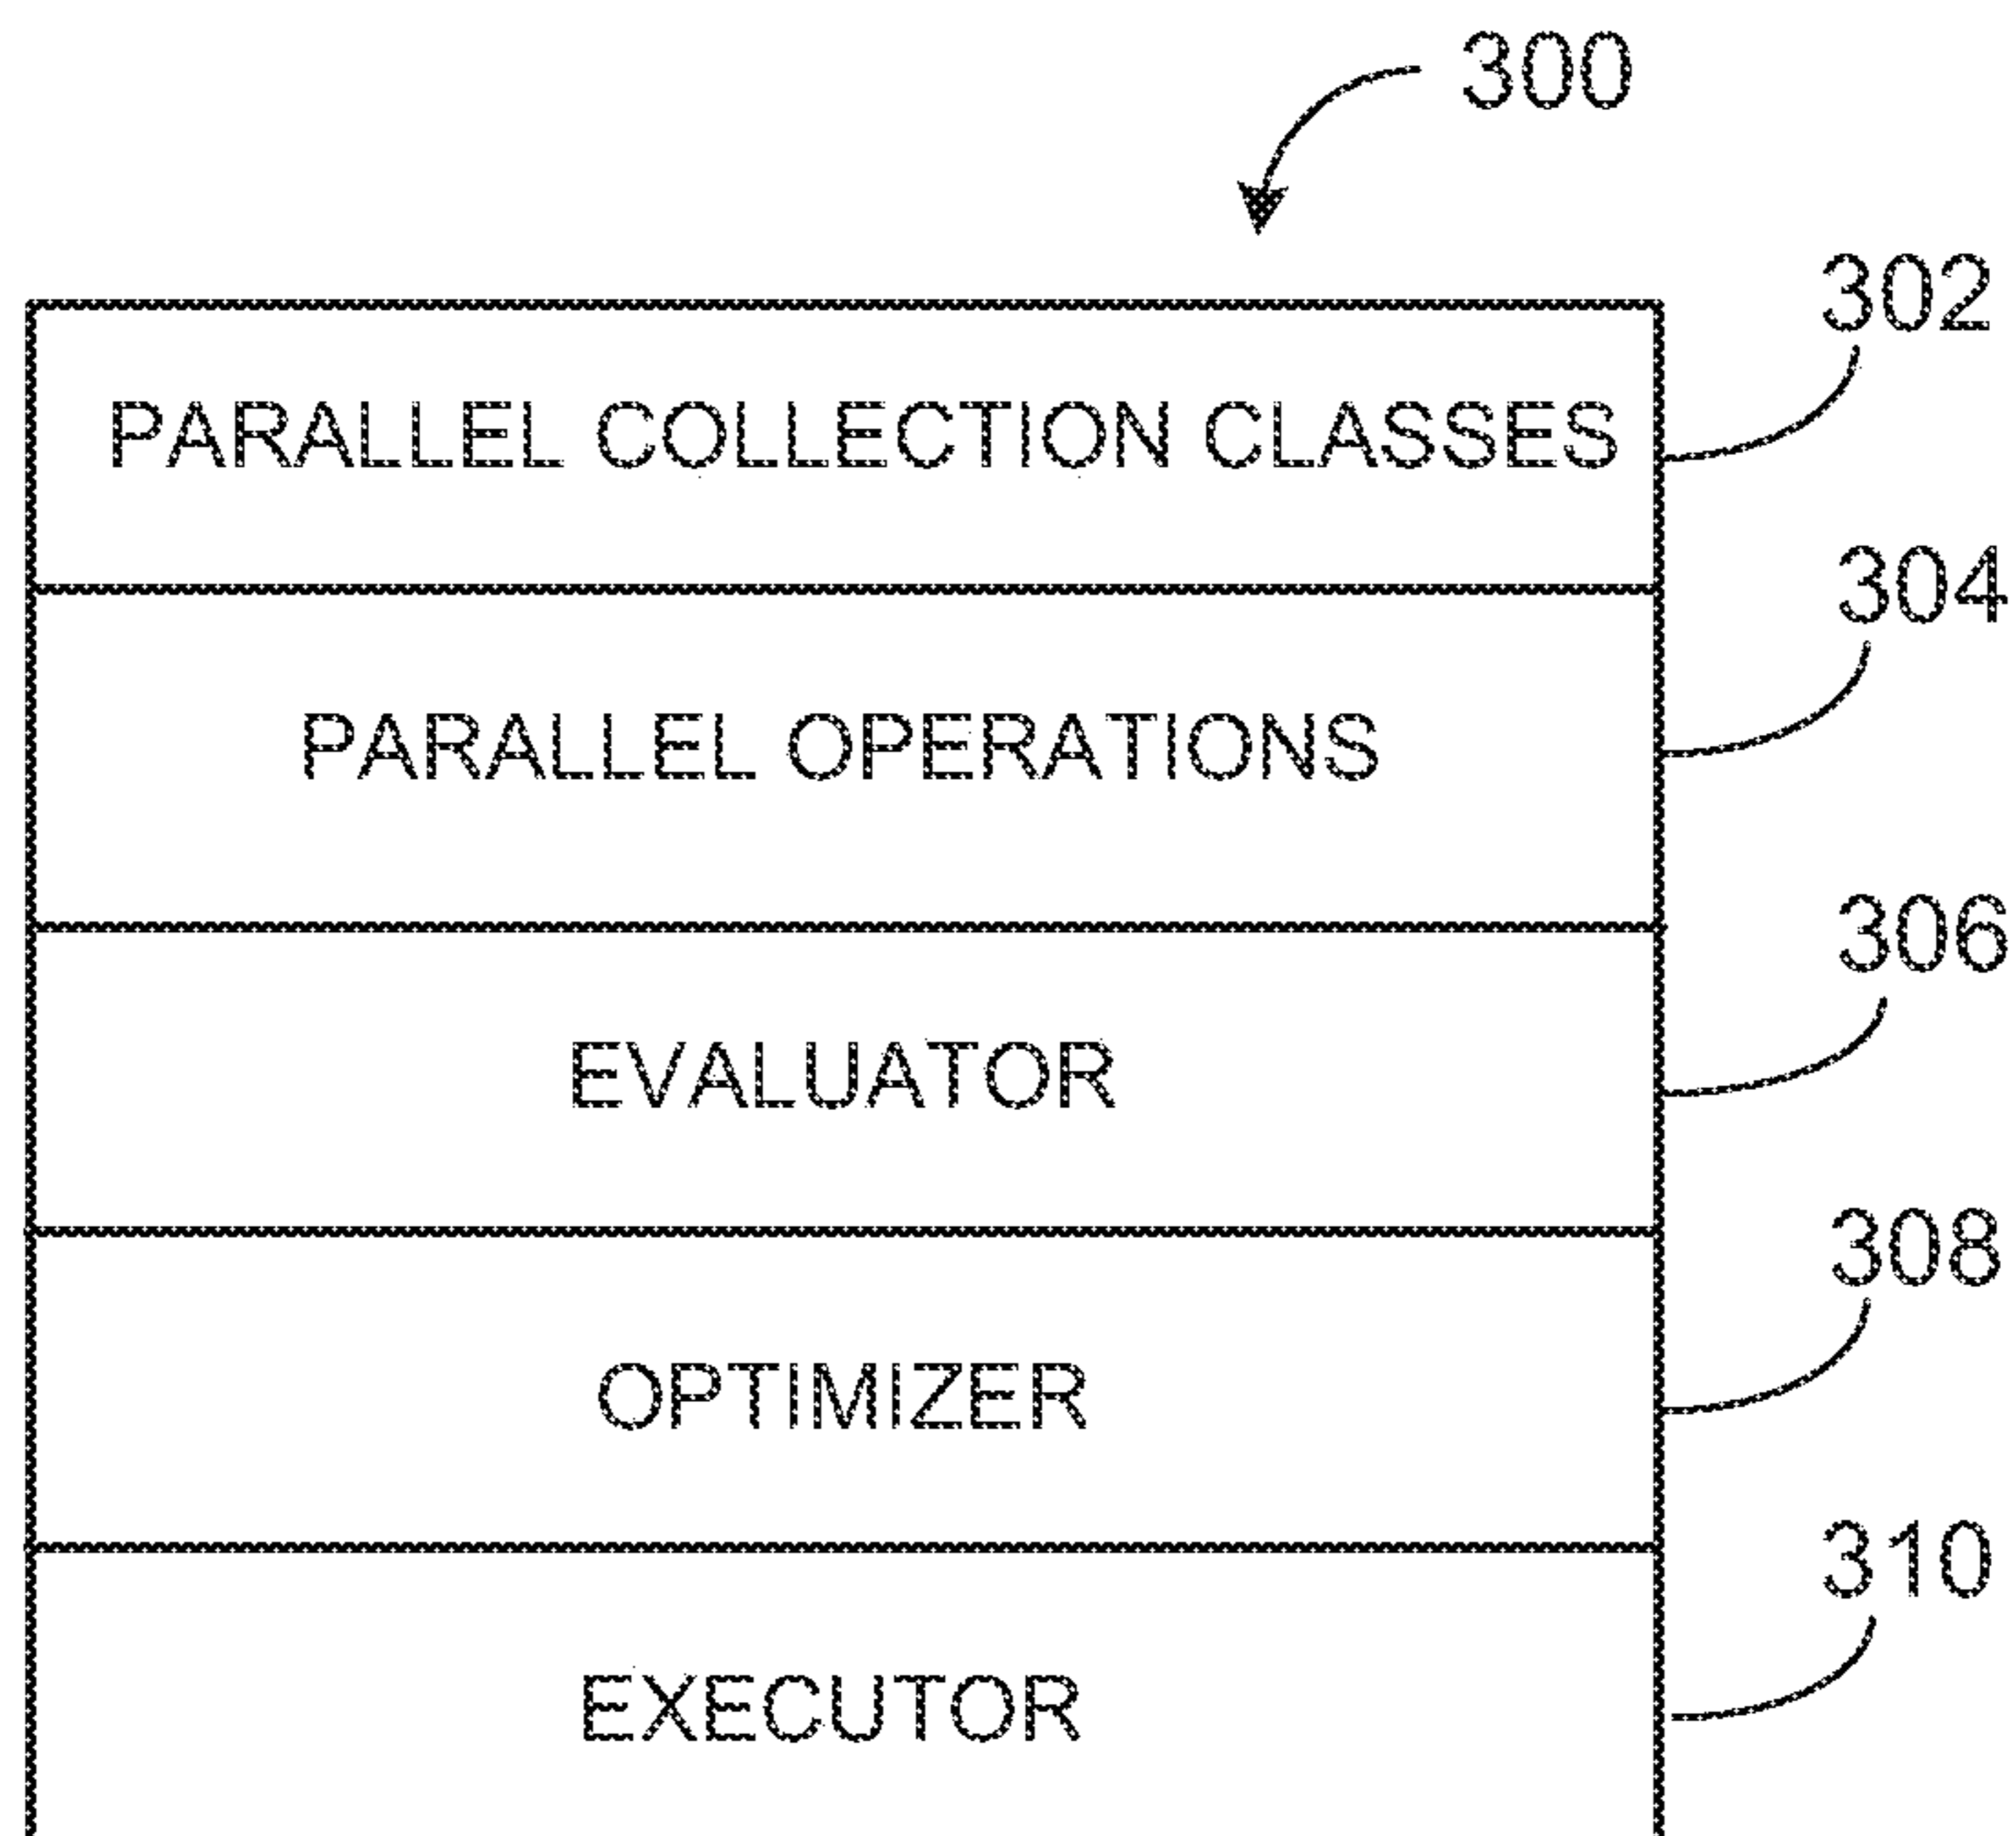 300
302
PARALLEL COLLECTION CLASSES
304
PARALLEL OPERATIONS
306
EVALUATOR
308
OPTIMIZER
310
EXECUTOR